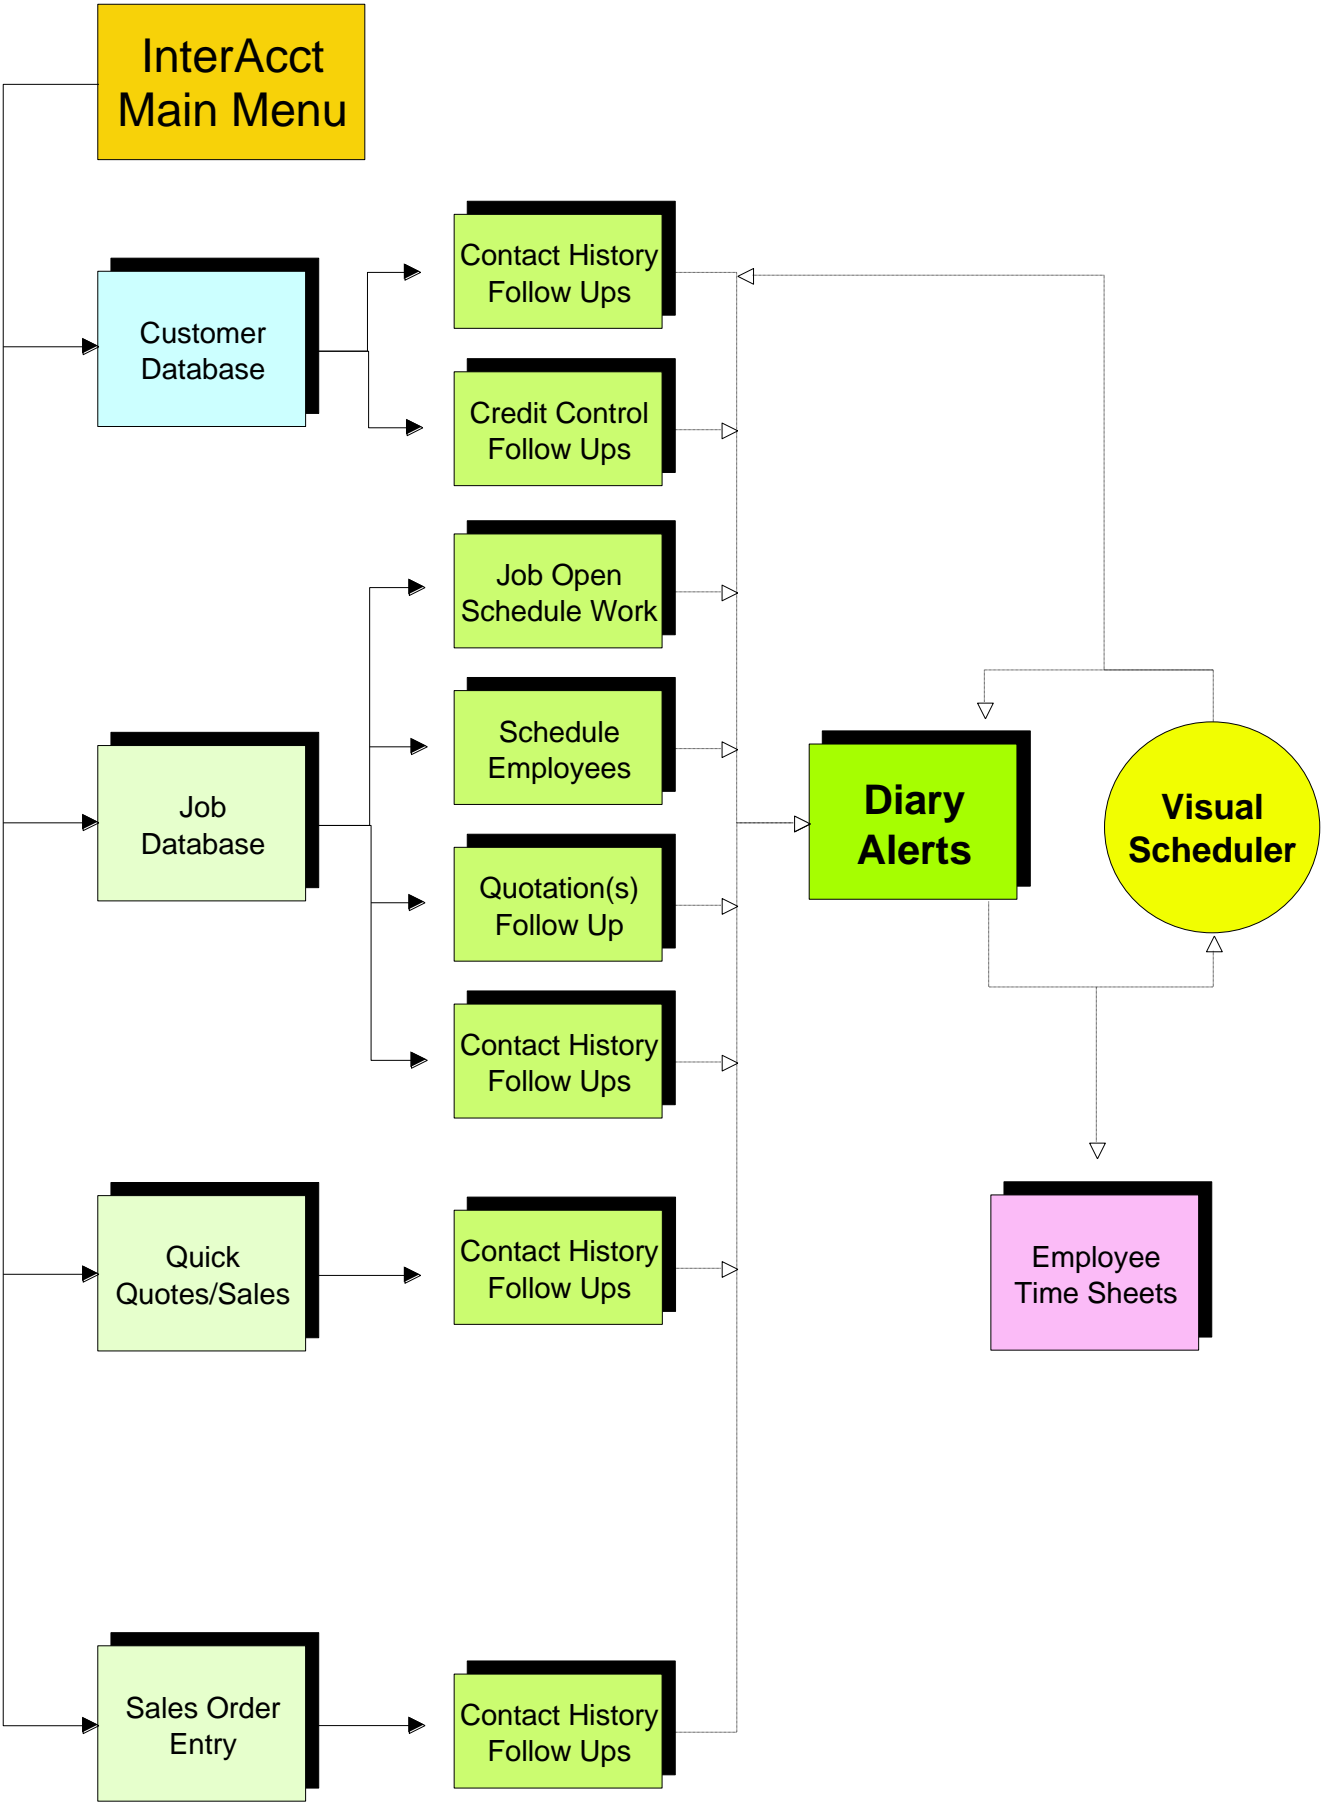 InterAcct
Main Menu
Contact History
Follow Ups
Customer
Database
Credit Control
Follow Ups
Job Open
Schedule Work
Schedule
Employees
Job
Database
Diary
Alerts
Visual
Scheduler
Quotation(s)
Follow Up
Contact History
Follow Ups
Quick
Quotes/Sales
Contact History
Follow Ups
Employee
Time Sheets
Sales Order
Entry
Contact History
Follow Ups